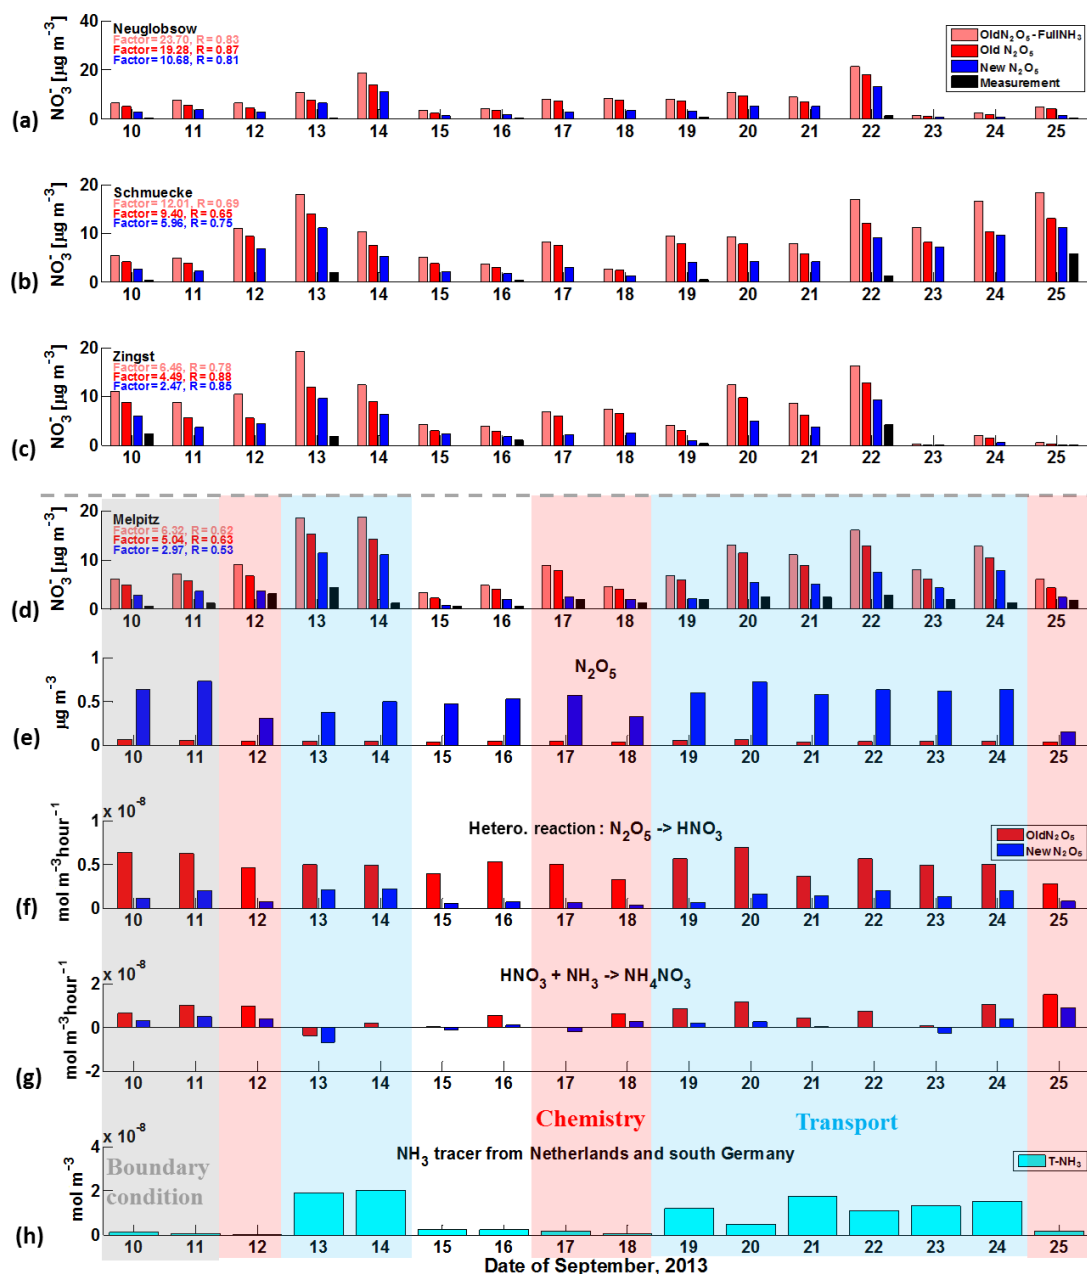 40
20
0
NO₃⁻ [µg m⁻³]
Neuglobsow
Factor = 23.70, R = 0.83
Factor = 19.28, R = 0.87
Factor = 10.68, R = 0.81
OldN₂O₅-FullNH₃
Old N₂O₅
New N₂O₅
Measurement
(a)
10 11 12 13 14 15 16 17 18 19 20 21 22 23 24 25
20
10
0
NO₃⁻ [µg m⁻³]
Schmuecke
Factor = 12.01, R = 0.69
Factor = 9.40, R = 0.65
Factor = 5.96, R = 0.75
(b)
10 11 12 13 14 15 16 17 18 19 20 21 22 23 24 25
20
10
0
NO₃⁻ [µg m⁻³]
Zingst
Factor = 6.46, R = 0.78
Factor = 4.49, R = 0.88
Factor = 2.47, R = 0.85
(c)
10 11 12 13 14 15 16 17 18 19 20 21 22 23 24 25
20
10
0
NO₃⁻ [µg m⁻³]
Melpitz
Factor = 6.32, R = 0.62
Factor = 5.04, R = 0.63
Factor = 2.97, R = 0.53
(d)
10 11 12 13 14 15 16 17 18 19 20 21 22 23 24 25
1
0.5
0
µg m⁻³
N₂O₅
(e)
10 11 12 13 14 15 16 17 18 19 20 21 22 23 24 25
x 10⁻⁸
1
0.5
0
mol m⁻³hour⁻¹
Hetero. reaction : N₂O₅ -> HNO₃
OldN₂O₅
New N₂O₅
(f)
10 11 12 13 14 15 16 17 18 19 20 21 22 23 24 25
x 10⁻⁸
2
0
-2
mol m⁻³hour⁻¹
HNO₃ + NH₃ -> NH₄NO₃
(g)
10 11 12 13 14 15 16 17 18 19 20 21 22 23 24 25
Chemistry
Transport
x 10⁻⁸
4
2
0
mol m⁻³
NH₃ tracer from Netherlands and south Germany
T-NH₃
Boundary
condition
(h)
10 11 12 13 14 15 16 17 18 19 20 21 22 23 24 25
Date of September, 2013